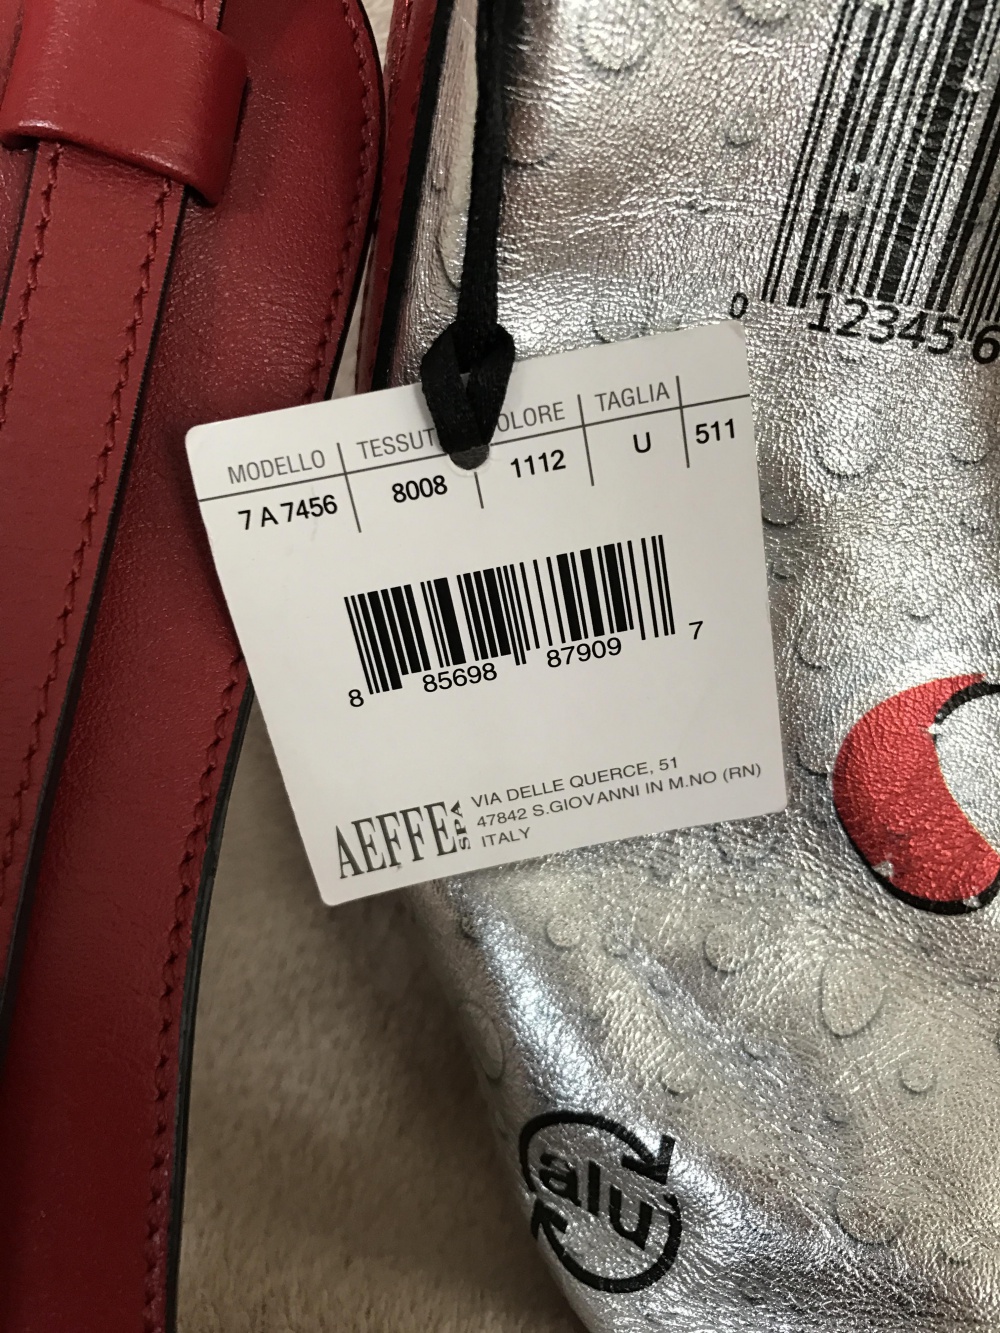 0 12345 6
MODELLO TESSUT OLORE TAGLIA
7 A 7456 8008 1112 U 511
8 85698 87909 7
AEFFE SPA
VIA DELLE QUERCE, 51
47842 S.GIOVANNI IN M.NO (RN)
ITALY
alu